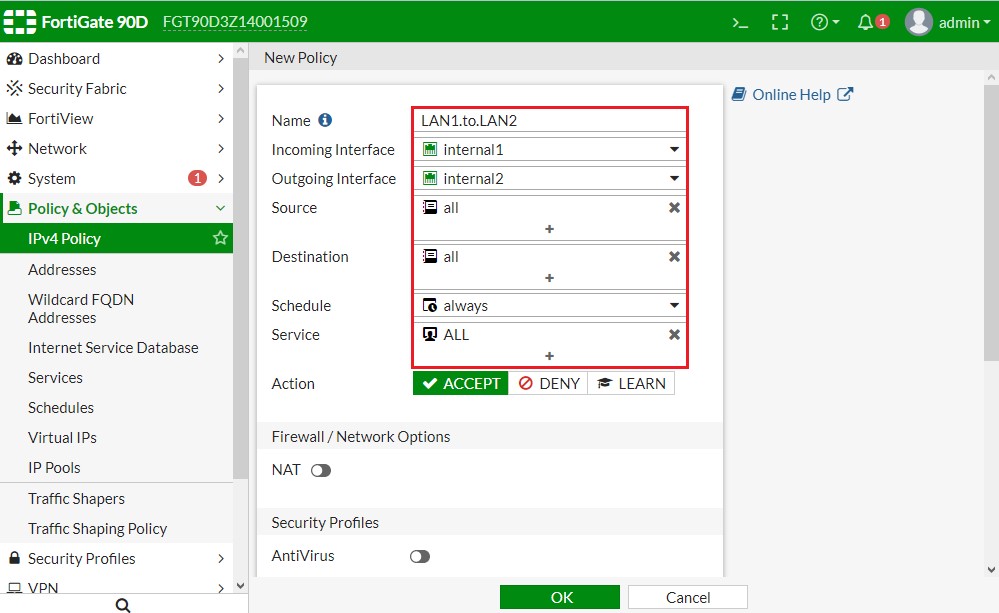 FortiGate 90D FGT90D3Z14001509 >_ 1 admin
Dashboard
Security Fabric
FortiView
Network
System 1
Policy & Objects
IPv4 Policy
Addresses
Wildcard FQDN
Addresses
Internet Service Database
Services
Schedules
Virtual IPs
IP Pools
Traffic Shapers
Traffic Shaping Policy
Security Profiles
VPN
New Policy
Name LAN1.to.LAN2
Incoming Interface internal1
Outgoing Interface internal2
Source all
+
Destination all
+
Schedule always
Service ALL
+
Action ACCEPT DENY LEARN
Firewall / Network Options
NAT
Security Profiles
AntiVirus
OK Cancel
Online Help